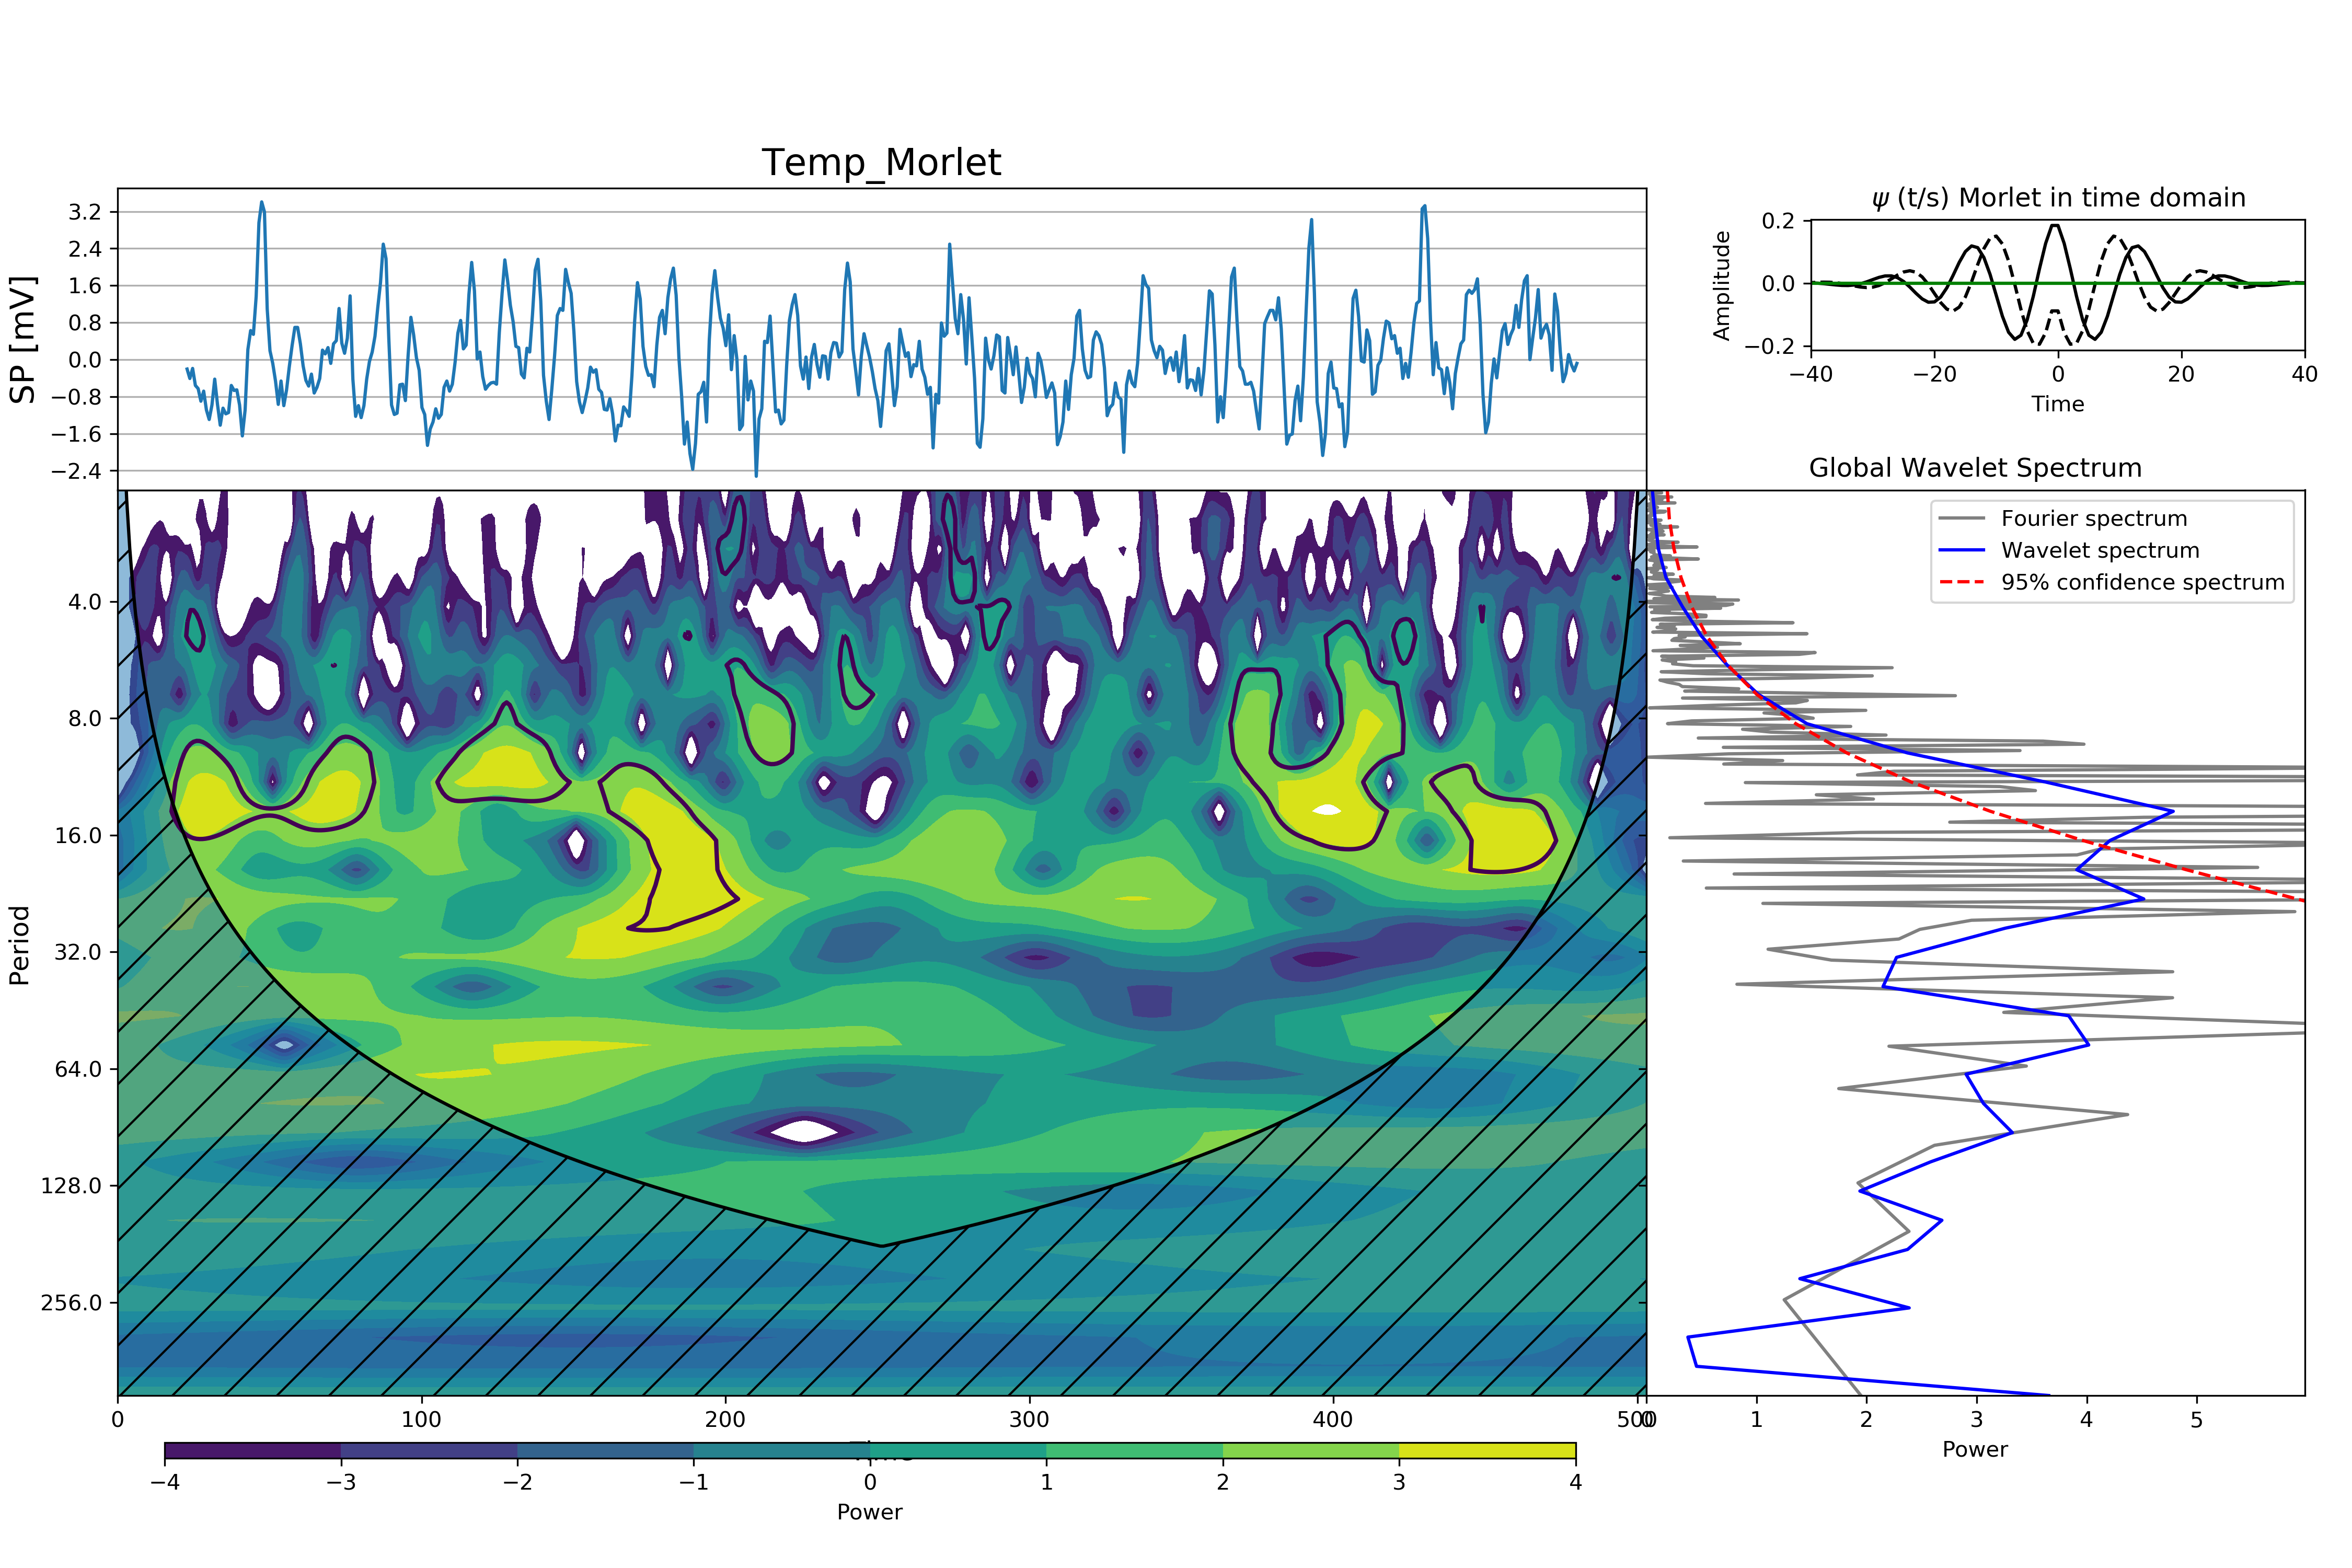 Temp_Morlet
SP [mV]
3.2
2.4
1.6
0.8
0.0
−0.8
−1.6
−2.4
ψ (t/s) Morlet in time domain
Amplitude
0.2
0.0
−0.2
−40 −20 0 20 40
Time
Global Wavelet Spectrum
Fourier spectrum
Wavelet spectrum
95% confidence spectrum
Period
4.0
8.0
16.0
32.0
64.0
128.0
256.0
0 100 200 300 400 500
0 1 2 3 4 5
Power
−4 −3 −2 −1 0 1 2 3 4
Power